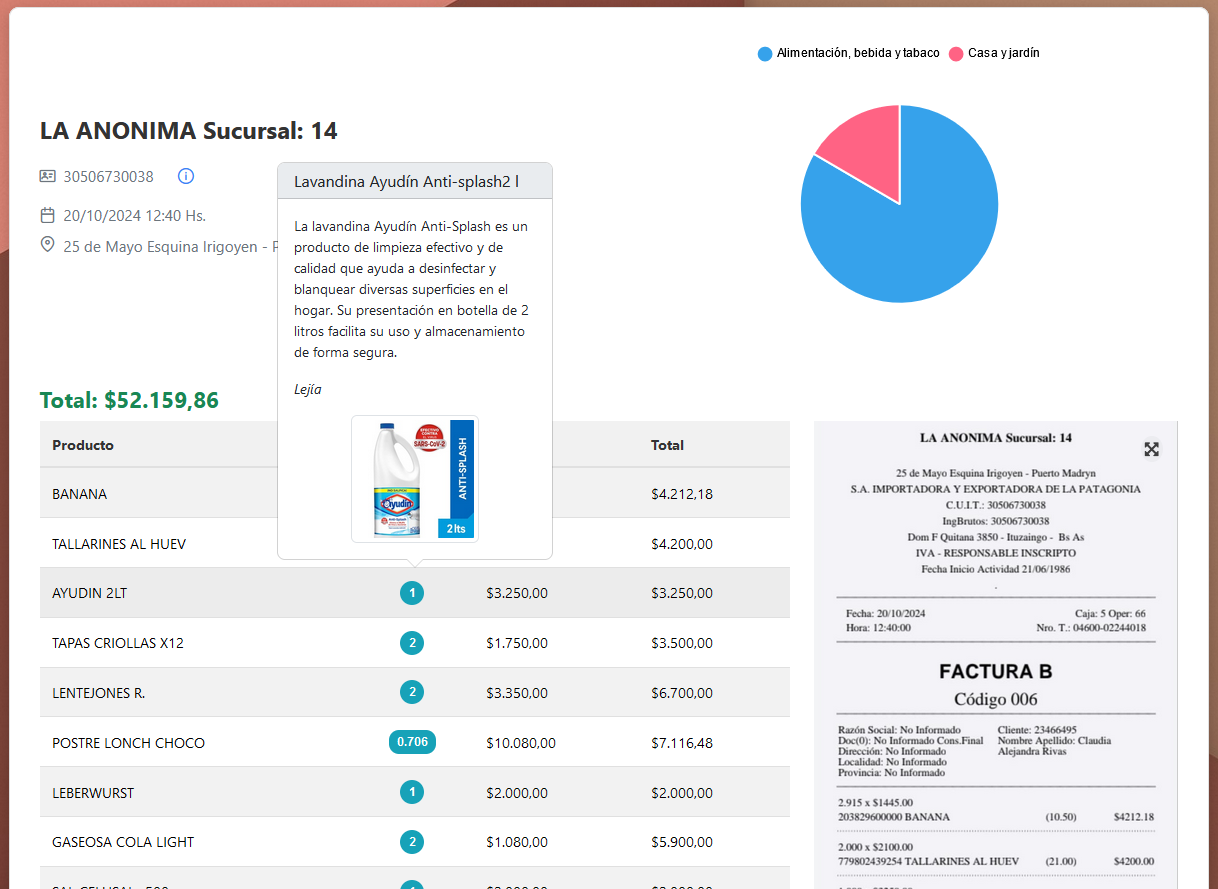 Alimentación, bebida y tabaco Casa y jardín
LA ANONIMA Sucursal: 14
30506730038
20/10/2024 12:40 Hs.
25 de Mayo Esquina Irigoyen -
Lavandina Ayudín Anti-splash2 l
La lavandina Ayudín Anti-Splash es un
producto de limpieza efectivo y de
calidad que ayuda a desinfectar y
blanquear diversas superficies en el
hogar. Su presentación en botella de 2
litros facilita su uso y almacenamiento
de forma segura.
Lejía
SARS-CoV-2
ANTI-SPLASH
Ayudín
2 lts
Total: $52.159,86
Producto Total
BANANA $4.212,18
TALLARINES AL HUEV $4.200,00
AYUDIN 2LT 1 $3.250,00 $3.250,00
TAPAS CRIOLLAS X12 2 $1.750,00 $3.500,00
LENTEJONES R. 2 $3.350,00 $6.700,00
POSTRE LONCH CHOCO 0.706 $10.080,00 $7.116,48
LEBERWURST 1 $2.000,00 $2.000,00
GASEOSA COLA LIGHT 2 $1.080,00 $5.900,00
LA ANONIMA Sucursal: 14
25 de Mayo Esquina Irigoyen - Puerto Madryn
S.A. IMPORTADORA Y EXPORTADORA DE LA PATAGONIA
C.U.I.T.: 30506730038
IngBrutos: 30506730038
Dom F Quitana 3850 - Ituzaingo - Bs As
IVA - RESPONSABLE INSCRIPTO
Fecha Inicio Actividad 21/06/1986
.
Fecha: 20/10/2024 Caja: 5 Oper: 66
Hora: 12:40:00 Nro. T.: 04600-02244018
FACTURA B
Código 006
Razón Social: No Informado Cliente: 23466495
Doc(0): No Informado Cons.Final Nombre Apellido: Claudia
Dirección: No Informado Alejandra Rivas
Localidad: No Informado
Provincia: No Informado
2.915 x $1445.00
203829600000 BANANA (10.50) $4212.18
2.000 x $2100.00
779802439254 TALLARINES AL HUEV (21.00) $4200.00